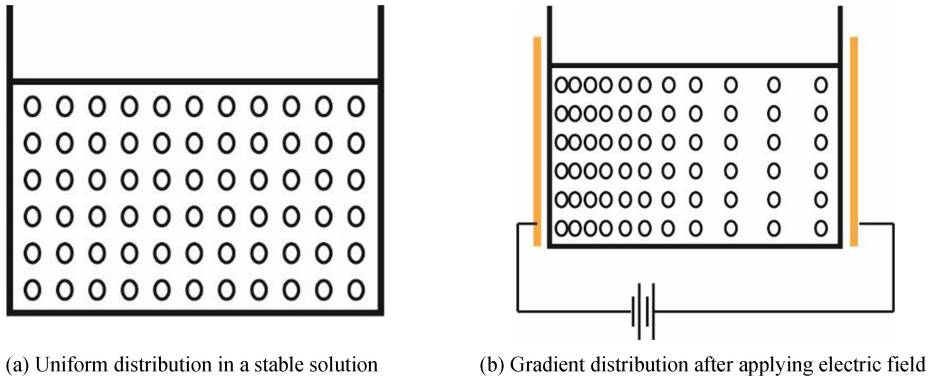 (a) Uniform distribution in a stable solution
(b) Gradient distribution after applying electric field